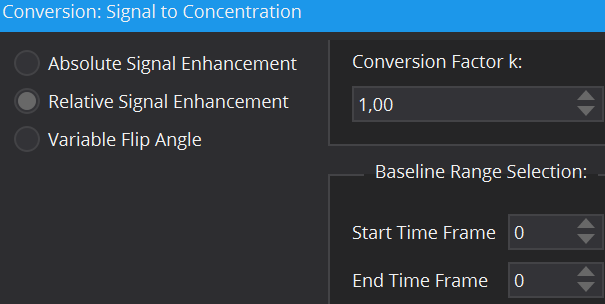 Conversion: Signal to Concentration
Absolute Signal Enhancement
Relative Signal Enhancement
Variable Flip Angle
Conversion Factor k:
1,00
Baseline Range Selection:
Start Time Frame 0
End Time Frame 0